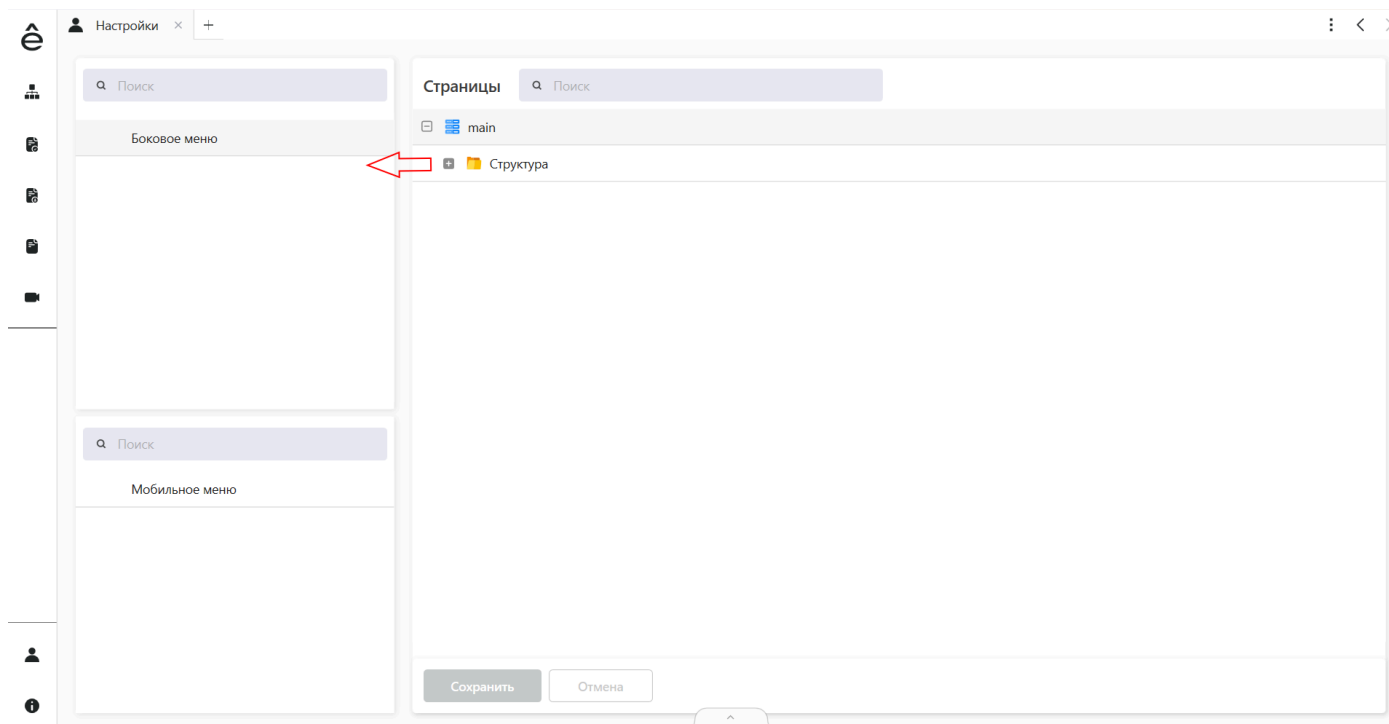 ê
Настройки
Поиск
Боковое меню
Поиск
Мобильное меню
Страницы
Поиск
main
Структура
Сохранить
Отмена